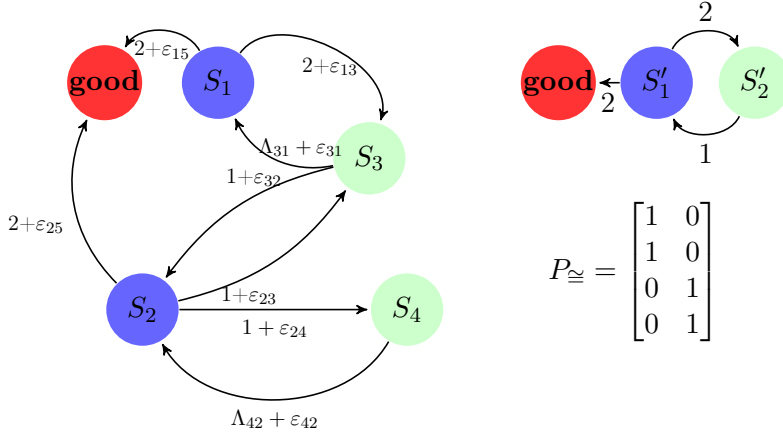 2
2+ε₁₅
2+ε₁₃
good
S₁
good
S′₁
S′₂
2
Λ₃₁ + ε₃₁
S₃
1
1+ε₃₂
P≅ =
1 0
1 0
0 1
0 1
2+ε₂₅
1+ε₂₃
S₂
S₄
1 + ε₂₄
Λ₄₂ + ε₄₂